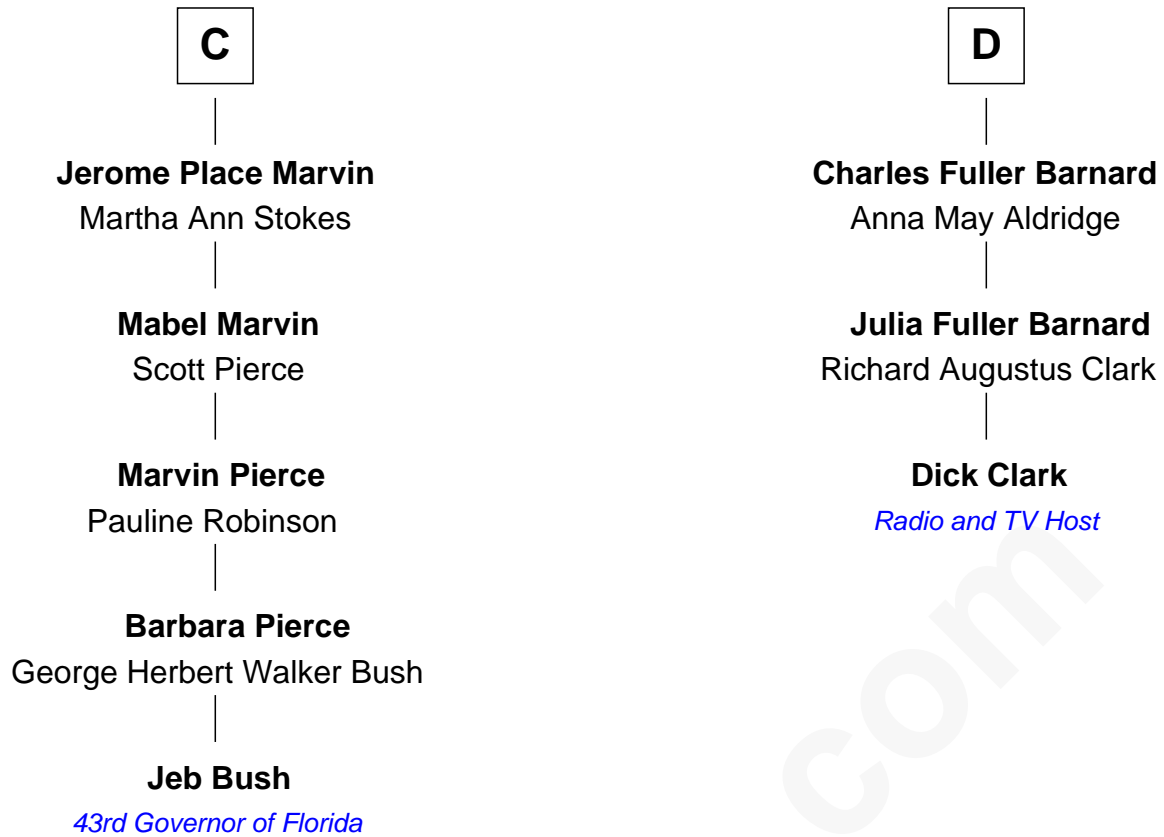 C
Jerome Place Marvin
Martha Ann Stokes
Mabel Marvin
Scott Pierce
Marvin Pierce
Pauline Robinson
Barbara Pierce
George Herbert Walker Bush
Jeb Bush
43rd Governor of Florida
D
Charles Fuller Barnard
Anna May Aldridge
Julia Fuller Barnard
Richard Augustus Clark
Dick Clark
Radio and TV Host
com